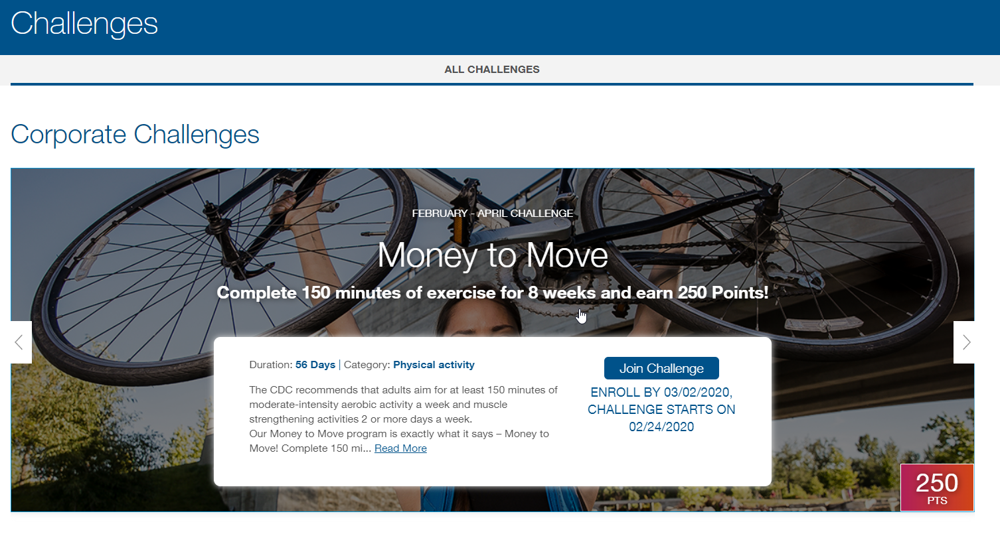 Challenges
ALL CHALLENGES
Corporate Challenges
FEBRUARY - APRIL CHALLENGE
Money to Move
Complete 150 minutes of exercise for 8 weeks and earn 250 Points!
Duration: 56 Days | Category: Physical activity
The CDC recommends that adults aim for at least 150 minutes of
moderate-intensity aerobic activity a week and muscle
strengthening activities 2 or more days a week.
Our Money to Move program is exactly what it says – Money to
Move! Complete 150 mi... Read More
Join Challenge
ENROLL BY 03/02/2020,
CHALLENGE STARTS ON
02/24/2020
250
PTS